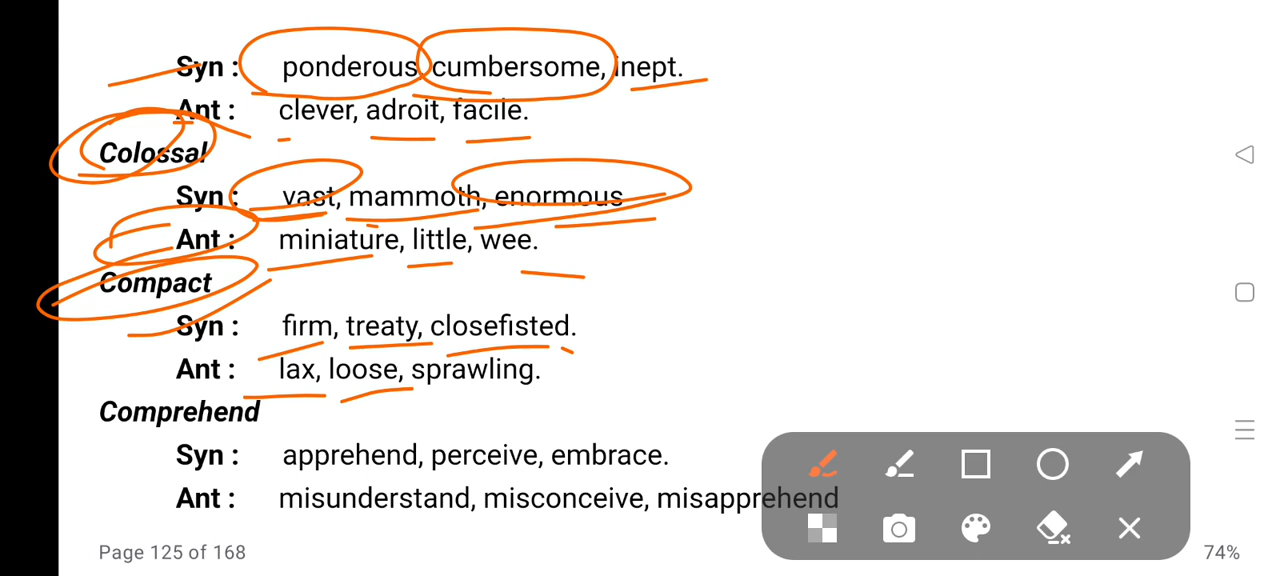 Syn : ponderous, cumbersome, inept.
Ant : clever, adroit, facile.
Colossal
Syn : vast, mammoth, enormous
Ant : miniature, little, wee.
Compact
Syn : firm, treaty, closefisted.
Ant : lax, loose, sprawling.
Comprehend
Syn : apprehend, perceive, embrace.
Ant : misunderstand, misconceive, misapprehend
Page 125 of 168
74%